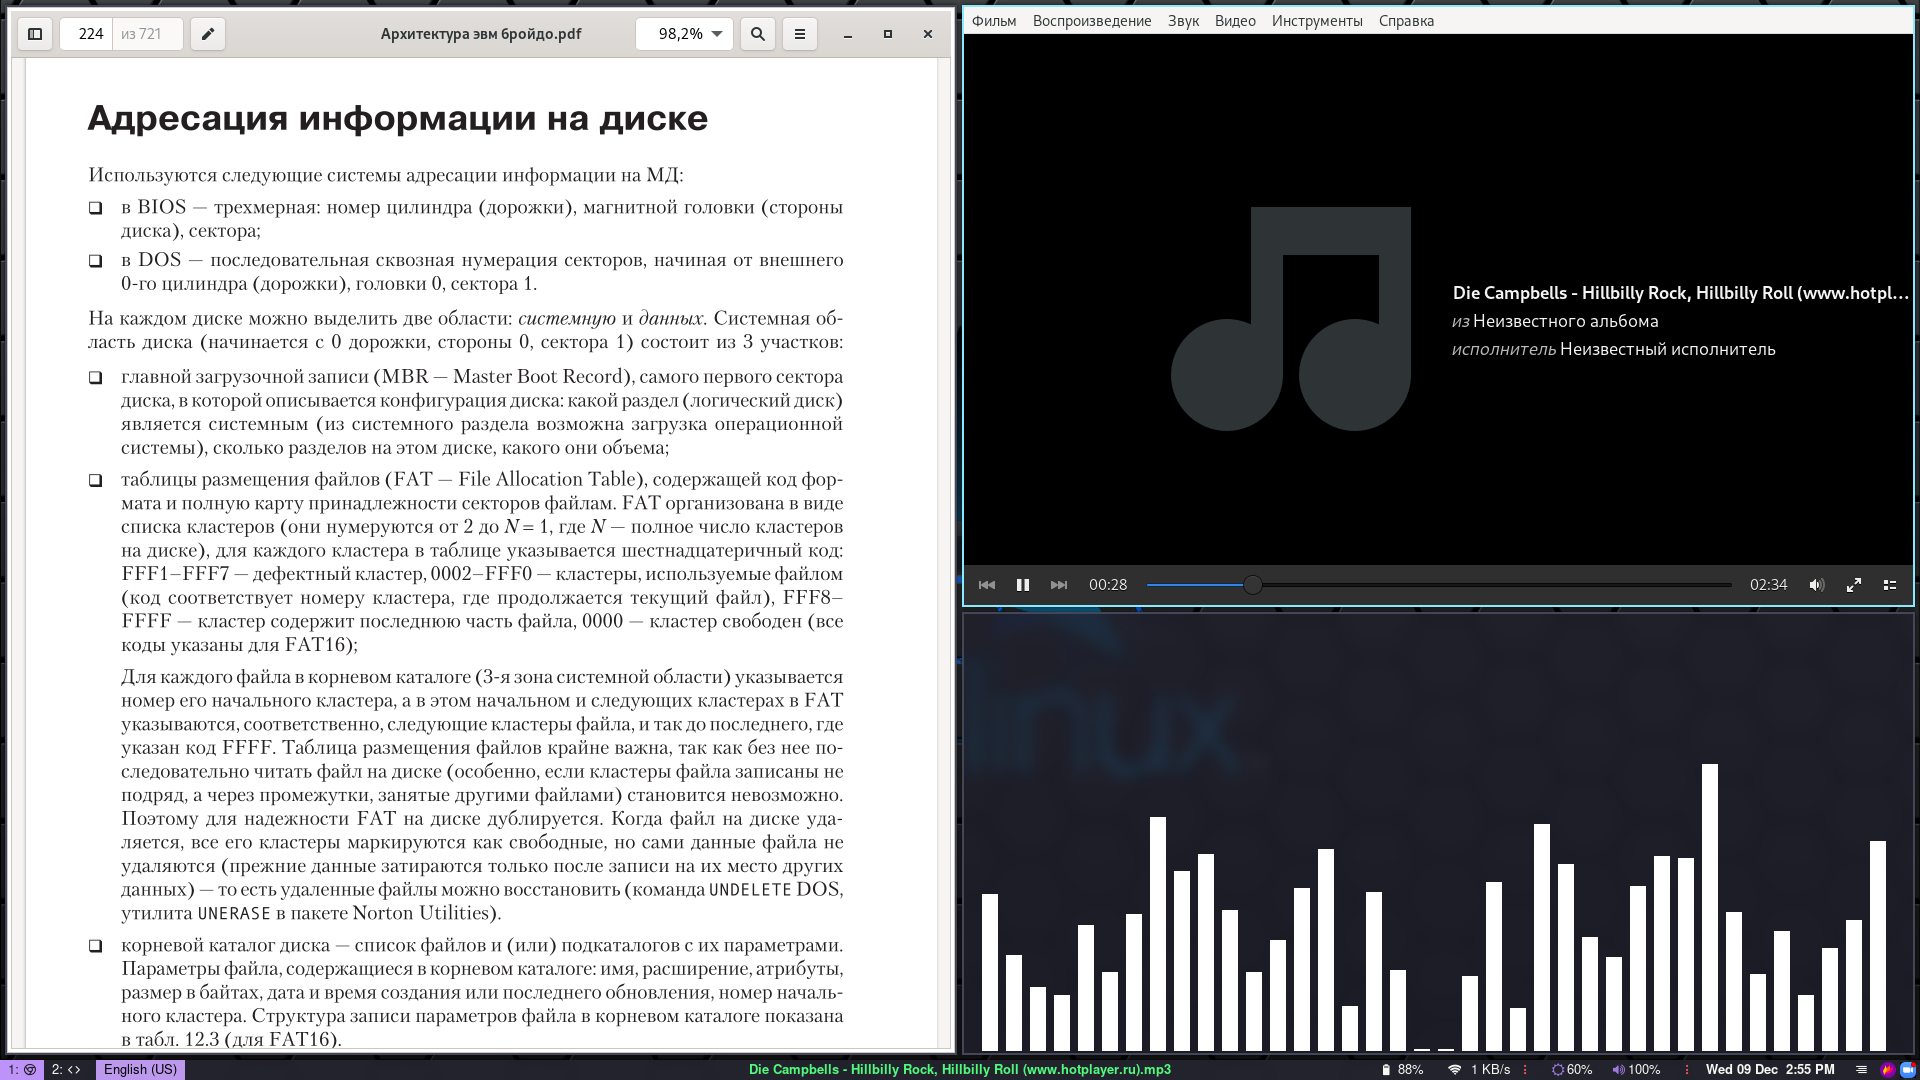 224 из 721
Архитектура эвм бройдо.pdf
98,2%
Адресация информации на диске
Используются следующие системы адресации информации на МД:
❑ в BIOS — трехмерная: номер цилиндра (дорожки), магнитной головки (стороны
диска), сектора;
❑ в DOS — последовательная сквозная нумерация секторов, начиная от внешнего
0-го цилиндра (дорожки), головки 0, сектора 1.
На каждом диске можно выделить две области: системную и данных. Системная об-
ласть диска (начинается с 0 дорожки, стороны 0, сектора 1) состоит из 3 участков:
❑ главной загрузочной записи (MBR — Master Boot Record), самого первого сектора
диска, в которой описывается конфигурация диска: какой раздел (логический диск)
является системным (из системного раздела возможна загрузка операционной
системы), сколько разделов на этом диске, какого они объема;
❑ таблицы размещения файлов (FAT — File Allocation Table), содержащей код фор-
мата и полную карту принадлежности секторов файлам. FAT организована в виде
списка кластеров (они нумеруются от 2 до N = 1, где N — полное число кластеров
на диске), для каждого кластера в таблице указывается шестнадцатеричный код:
FFF1–FFF7 — дефектный кластер, 0002–FFF0 — кластеры, используемые файлом
(код соответствует номеру кластера, где продолжается текущий файл), FFF8–
FFFF — кластер содержит последнюю часть файла, 0000 — кластер свободен (все
коды указаны для FAT16);
Для каждого файла в корневом каталоге (3-я зона системной области) указывается
номер его начального кластера, а в этом начальном и следующих кластерах в FAT
указываются, соответственно, следующие кластеры файла, и так до последнего, где
указан код FFFF. Таблица размещения файлов крайне важна, так как без нее по-
следовательно читать файл на диске (особенно, если кластеры файла записаны не
подряд, а через промежутки, занятые другими файлами) становится невозможно.
Поэтому для надежности FAT на диске дублируется. Когда файл на диске уда-
ляется, все его кластеры маркируются как свободные, но сами данные файла не
удаляются (прежние данные затираются только после записи на их место других
данных) — то есть удаленные файлы можно восстановить (команда UNDELETE DOS,
утилита UNERASE в пакете Norton Utilities).
❑ корневой каталог диска — список файлов и (или) подкаталогов с их параметрами.
Параметры файла, содержащиеся в корневом каталоге: имя, расширение, атрибуты,
размер в байтах, дата и время создания или последнего обновления, номер началь-
ного кластера. Структура записи параметров файла в корневом каталоге показана
в табл. 12.3 (для FAT16).
Фильм Воспроизведение Звук Видео Инструменты Справка
Die Campbells - Hillbilly Rock, Hillbilly Roll (www.hotpl...
из Неизвестного альбома
исполнитель Неизвестный исполнитель
00:28 02:34
linux
1: 2: English (US) Die Campbells - Hillbilly Rock, Hillbilly Roll (www.hotplayer.ru).mp3 88% 1 KB/s 60% 100% Wed 09 Dec 2:55 PM